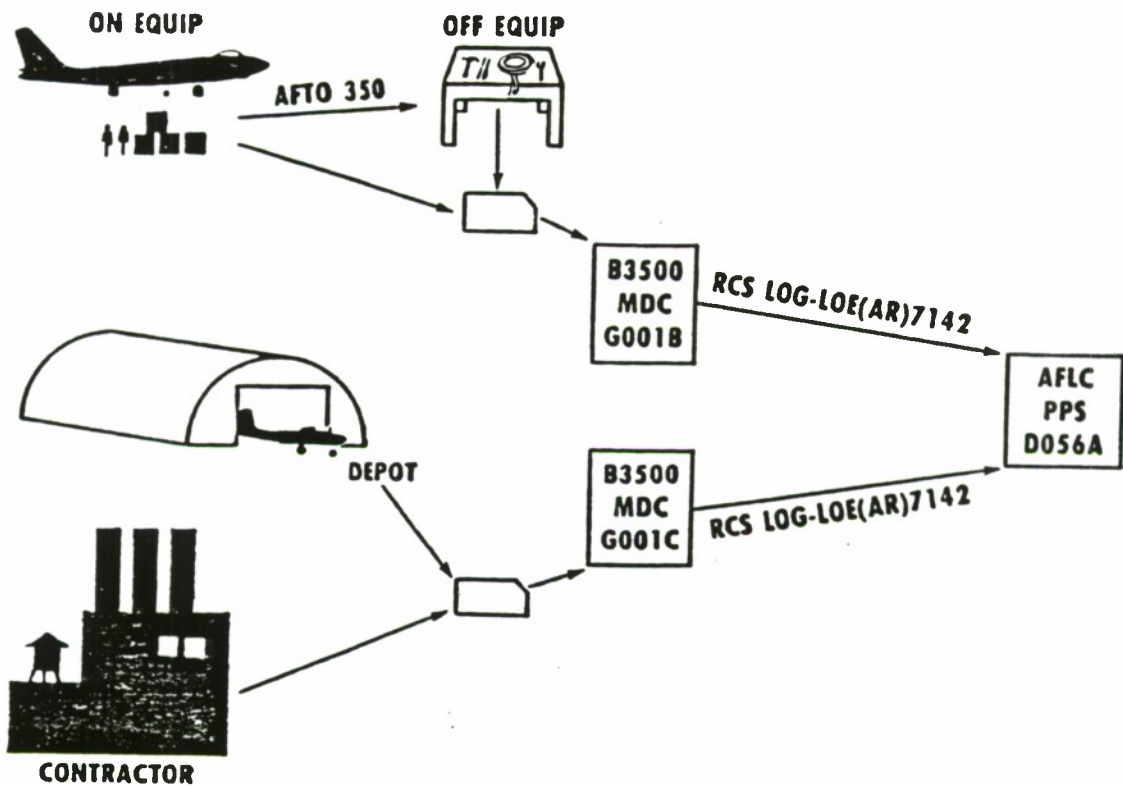 ON EQUIP
OFF EQUIP
AFTO 350
B3500
MDC
G001B
RCS LOG-LOE(AR)7142
AFLC
PPS
D056A
DEPOT
B3500
MDC
G001C
RCS LOG-LOE(AR)7142
CONTRACTOR